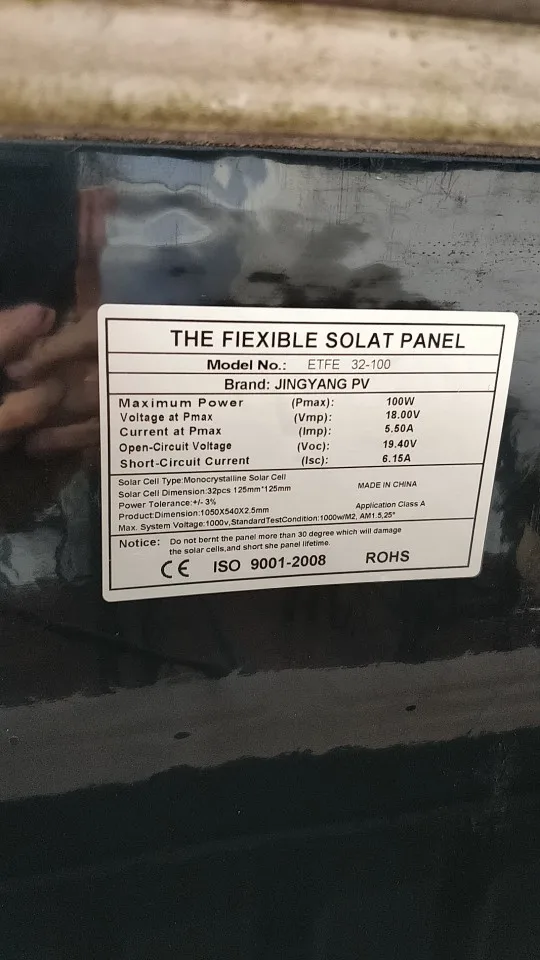 THE FIEXIBLE SOLAT PANEL
Model No.: ETFE 32-100
Brand: JINGYANG PV
Maximum Power (Pmax): 100W
Voltage at Pmax (Vmp): 18.00V
Current at Pmax (Imp): 5.50A
Open-Circuit Voltage (Voc): 19.40V
Short-Circuit Current (Isc): 6.15A
Solar Cell Type:Monocrystalline Solar Cell
Solar Cell Dimension:32pcs 125mm*125mm MADE IN CHINA
Power Tolerance:+/- 3%
Product:Dimension:1050X540X2.5mm Application Class A
Max. System Voltage:1000v,StandardTestCondition:1000w/M2, AM1.5,25°
Notice: Do not bernt the panel more than 30 degree which will damage
the solar cells,and short she panel lifetime.
CE ISO 9001-2008 ROHS